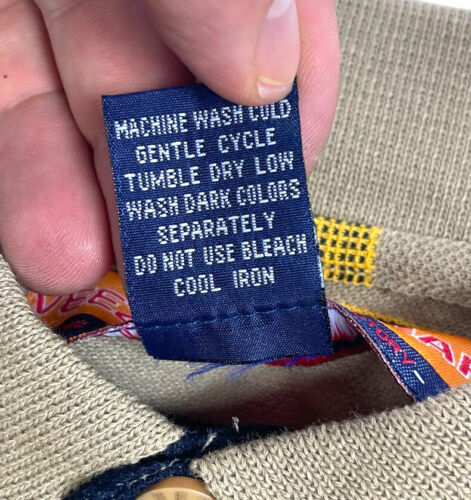 MACHINE WASH COLD
GENTLE CYCLE
TUMBLE DRY LOW
WASH DARK COLORS
SEPARATELY
DO NOT USE BLEACH
COOL IRON